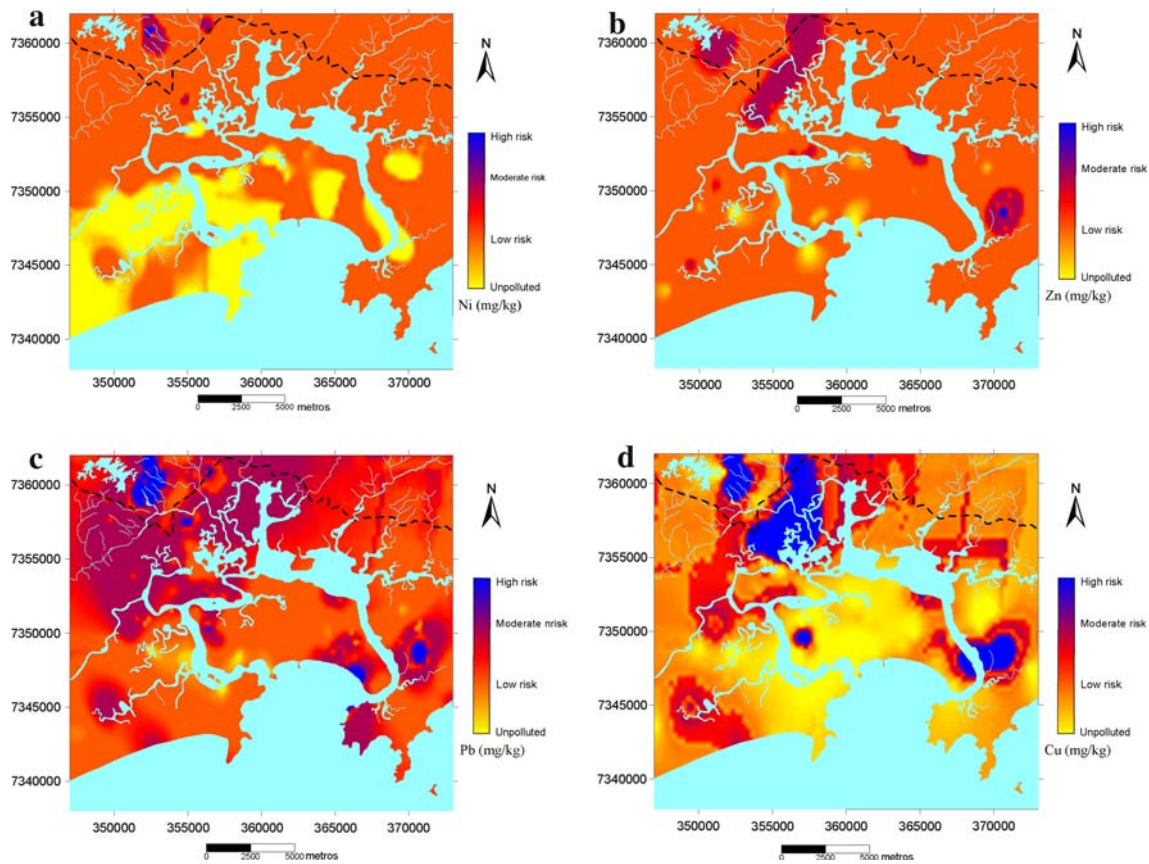 a
N
7360000
7355000
7350000
7345000
7340000
350000 355000 360000 365000 370000
0 2500 5000 metros
High risk
Moderate risk
Low risk
Unpolluted
Ni (mg/kg)
b
N
7360000
7355000
7350000
7345000
7340000
350000 355000 360000 365000 370000
0 2500 5000 metros
High risk
Moderate risk
Low risk
Unpolluted
Zn (mg/kg)
c
N
7360000
7355000
7350000
7345000
7340000
350000 355000 360000 365000 370000
0 2500 5000 metros
High risk
Moderate nrisk
Low risk
Unpolluted
Pb (mg/kg)
d
N
7360000
7355000
7350000
7345000
7340000
350000 355000 360000 365000 370000
0 2500 5000 metros
High risk
Moderate risk
Low risk
Unpolluted
Cu (mg/kg)